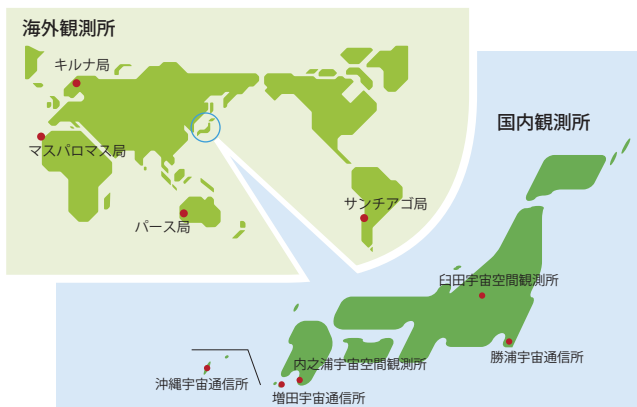 海外観測所
キルナ局
国内観測所
マスパロマス局
サンチアゴ局
パース局
臼田宇宙空間観測所
勝浦宇宙通信所
内之浦宇宙空間観測所
沖縄宇宙通信所
増田宇宙通信所